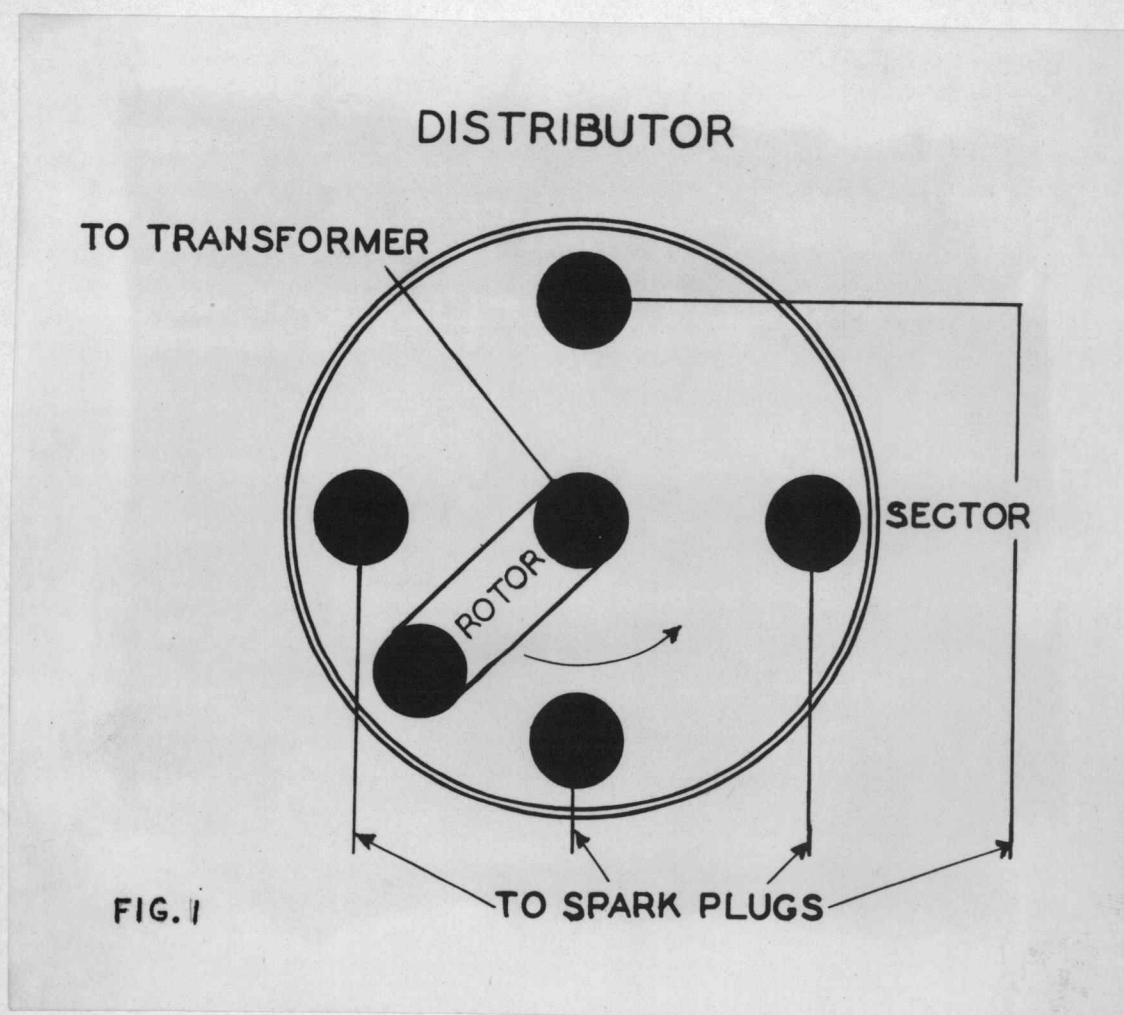 DISTRIBUTOR
TO TRANSFORMER
SECTOR
ROTOR
TO SPARK PLUGS
FIG. 1